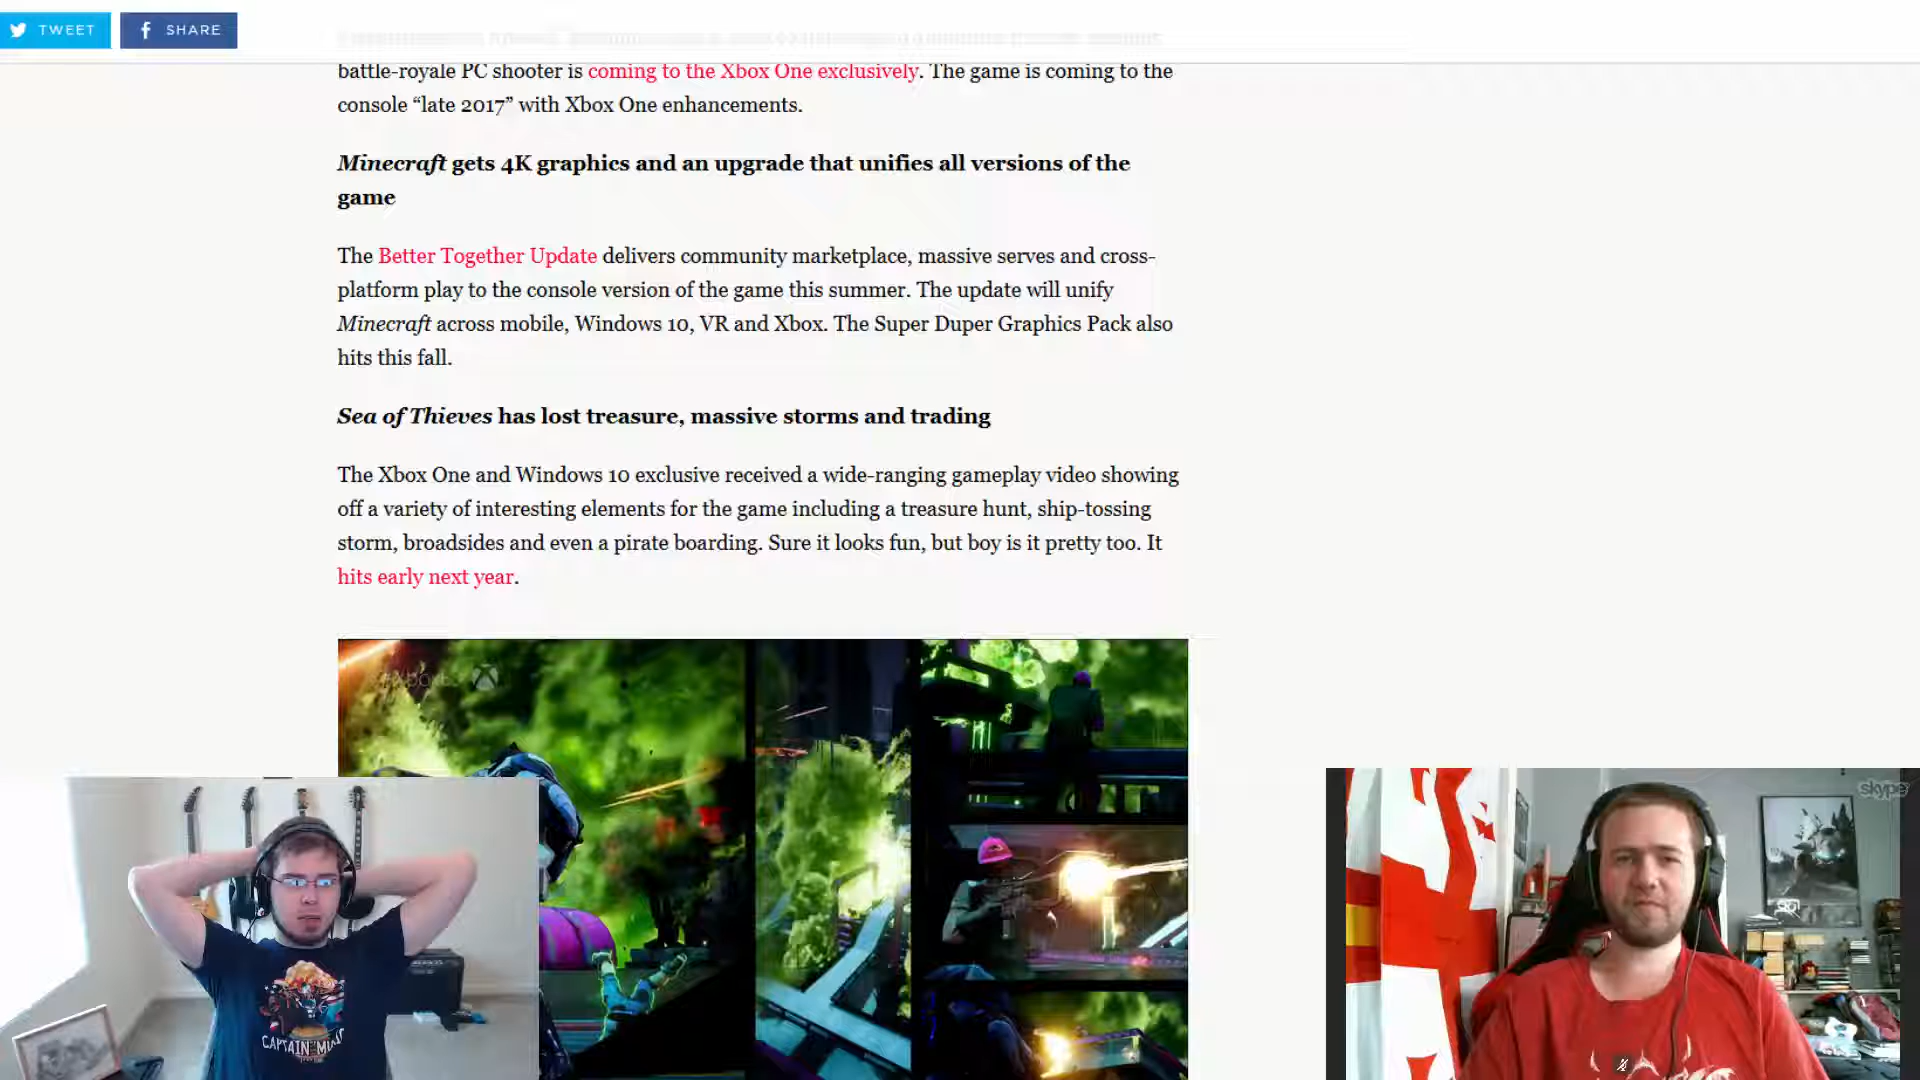 TWEET
SHARE
battle-royale PC shooter is coming to the Xbox One exclusively. The game is coming to the
console “late 2017” with Xbox One enhancements.
Minecraft gets 4K graphics and an upgrade that unifies all versions of the
game
The Better Together Update delivers community marketplace, massive serves and cross-
platform play to the console version of the game this summer. The update will unify
Minecraft across mobile, Windows 10, VR and Xbox. The Super Duper Graphics Pack also
hits this fall.
Sea of Thieves has lost treasure, massive storms and trading
The Xbox One and Windows 10 exclusive received a wide-ranging gameplay video showing
off a variety of interesting elements for the game including a treasure hunt, ship-tossing
storm, broadsides and even a pirate boarding. Sure it looks fun, but boy is it pretty too. It
hits early next year.
skype
CAPTAIN